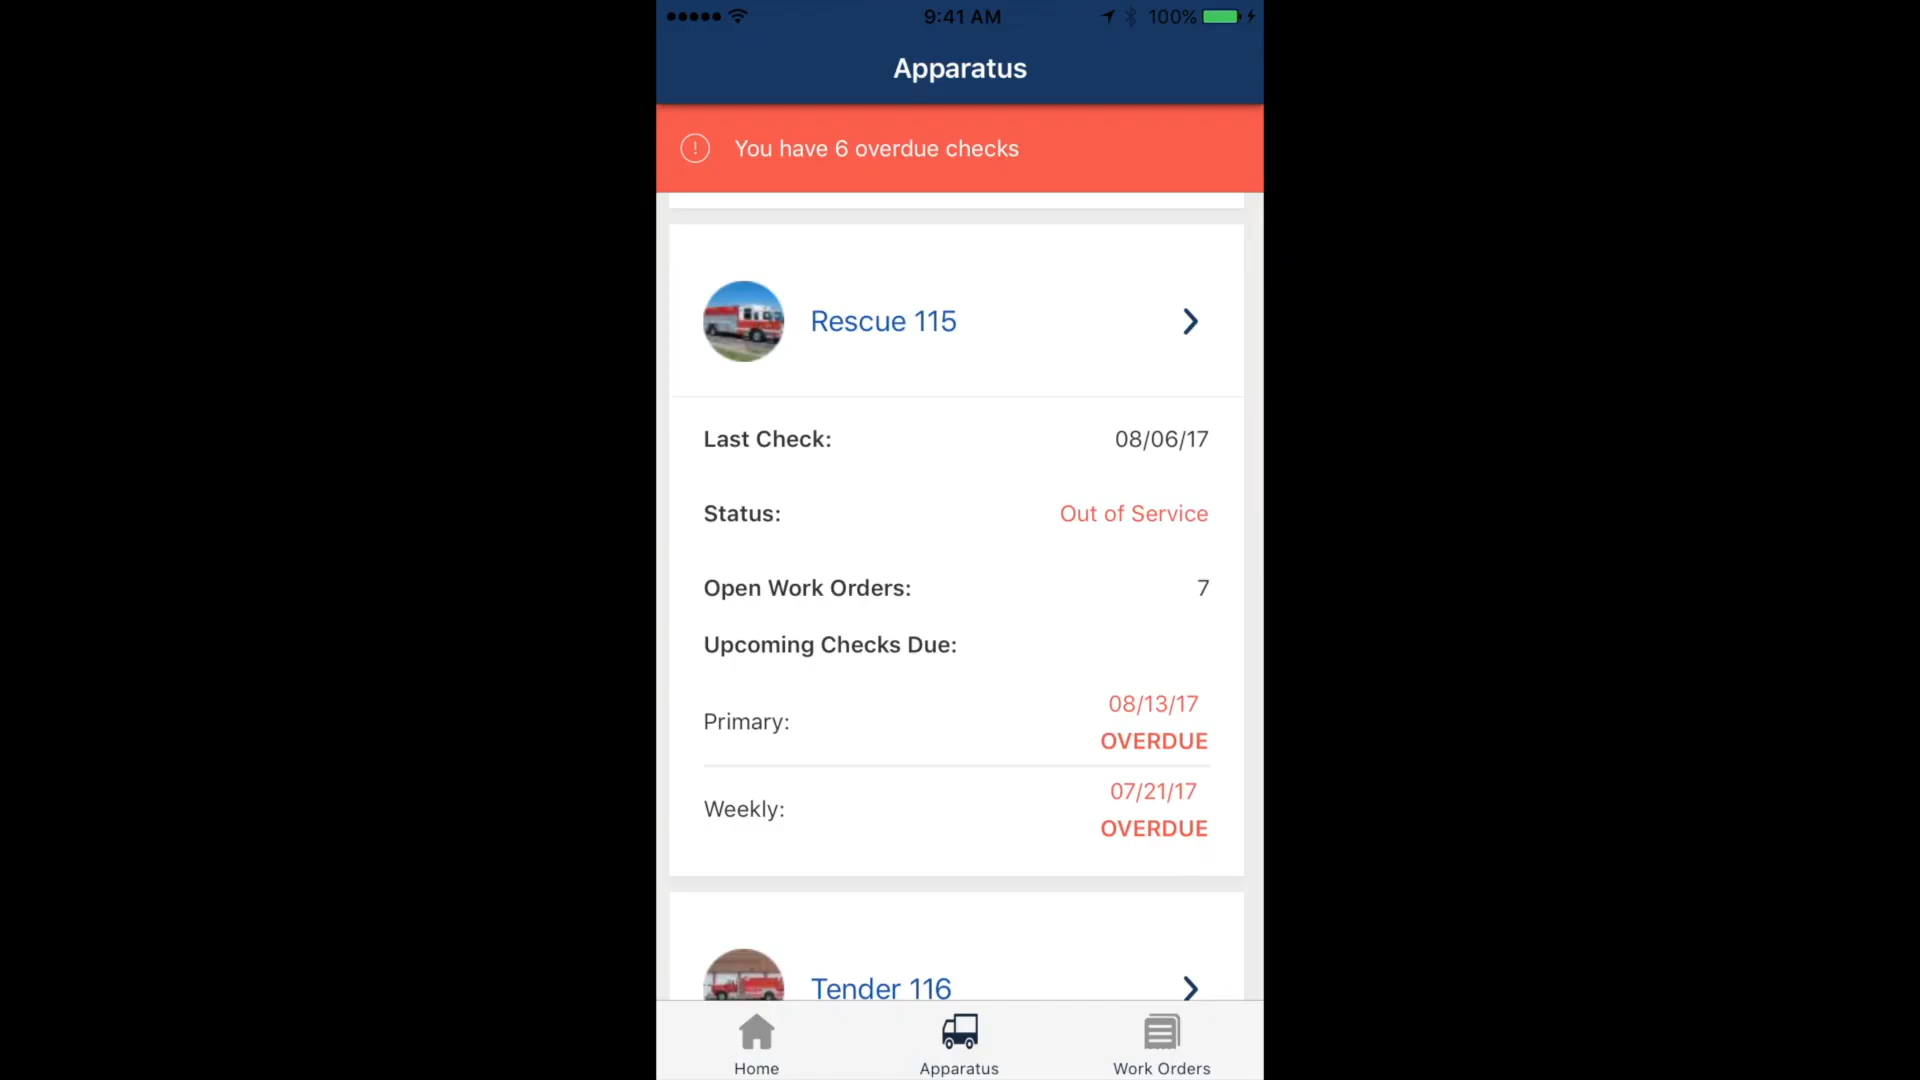 9:41 AM
100%
Apparatus
You have 6 overdue checks
Rescue 115
Last Check: 08/06/17
Status: Out of Service
Open Work Orders: 7
Upcoming Checks Due:
Primary: 08/13/17
OVERDUE
Weekly: 07/21/17
OVERDUE
Tender 116
Home Apparatus Work Orders